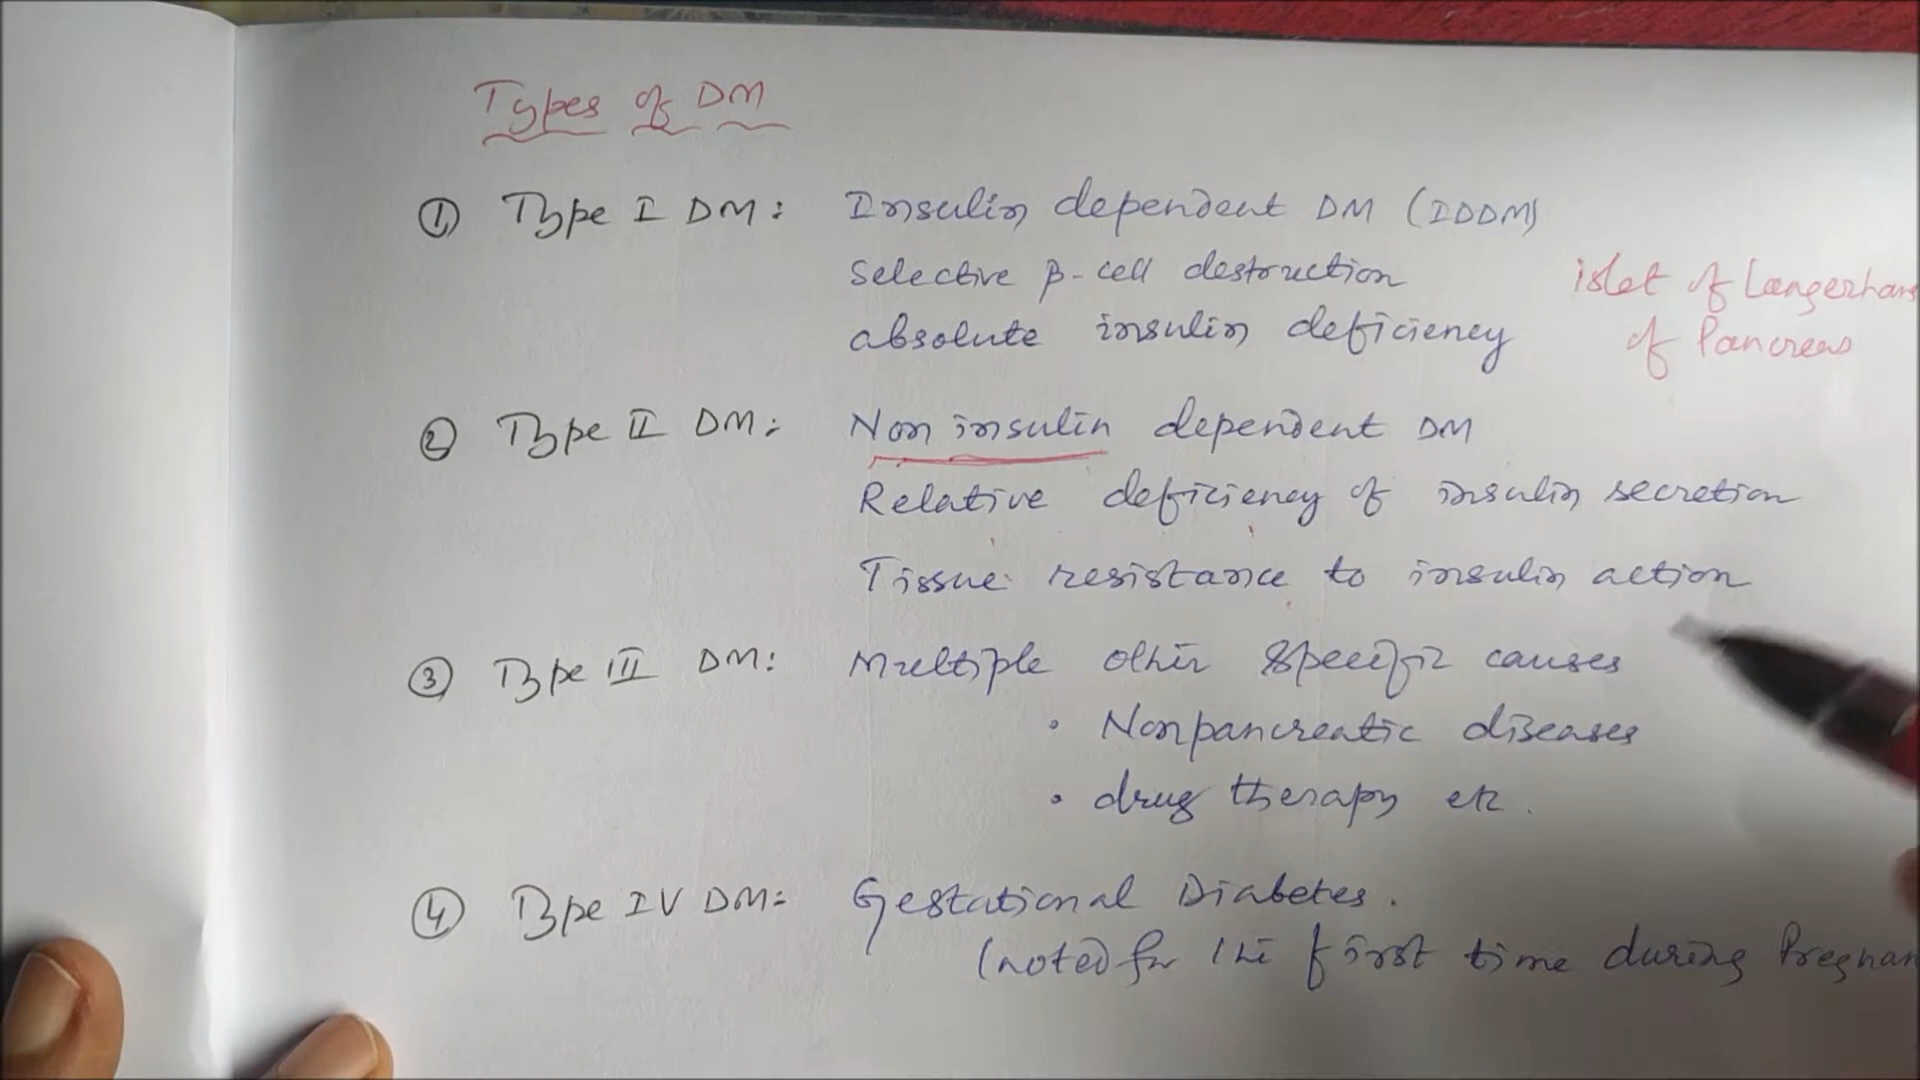 Types of DM
① Type I DM: Insulin dependent DM (IDDM)
Selective β-cell destruction
islet of Langerhans
absolute insulin deficiency
of Pancreas
② Type II DM: Non insulin dependent DM
Relative deficiency of insulin secretion
Tissue resistance to insulin action
③ Type III DM: Multiple other specific causes
• Nonpancreatic diseases
• drug therapy etc.
④ Type IV DM: Gestational Diabetes.
(noted for the first time during Pregnan